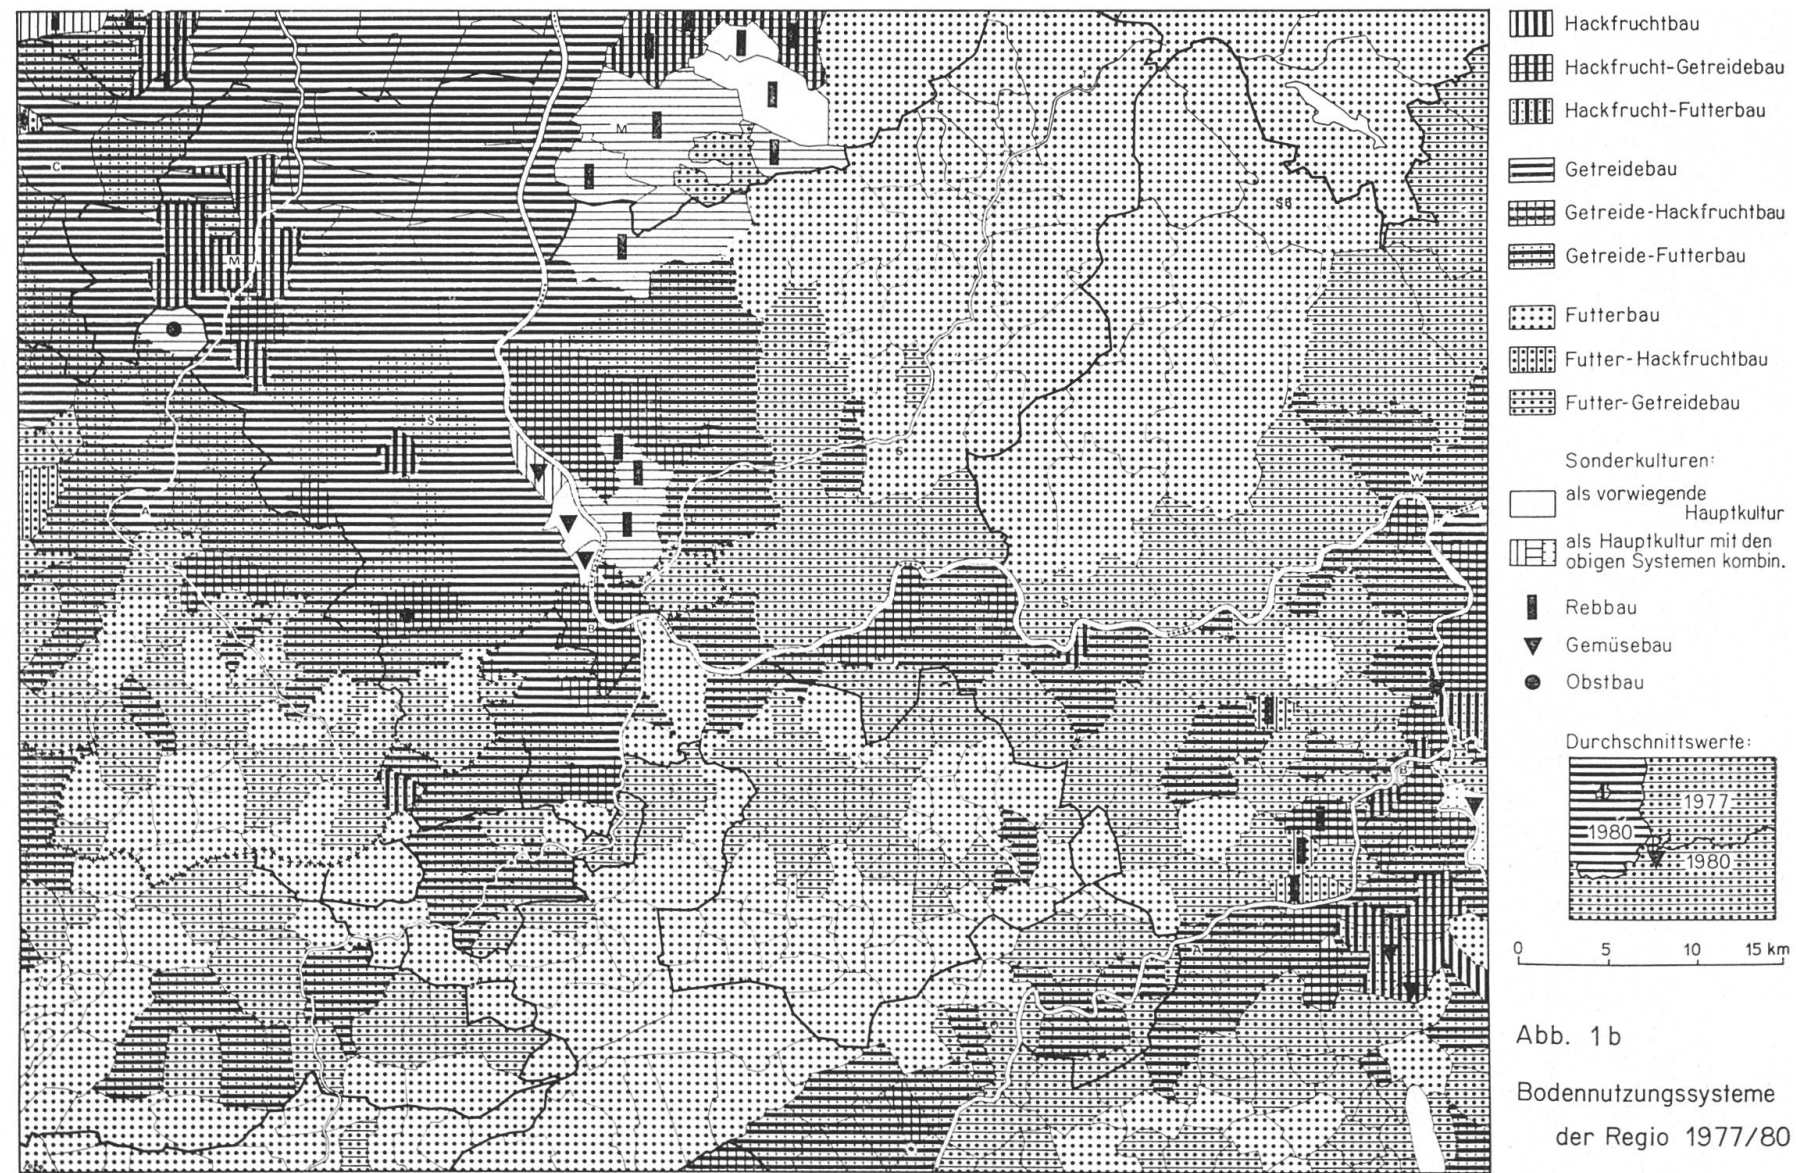 Hackfruchtbau
Hackfrucht-Getreidebau
Hackfrucht-Futterbau
Getreidebau
Getreide-Hackfruchtbau
Getreide-Futterbau
Futterbau
Futter-Hackfruchtbau
Futter-Getreidebau
Sonderkulturen:
als vorwiegende
Hauptkultur
als Hauptkultur mit den
obigen Systemen kombin.
Rebbau
Gemüsebau
Obstbau
Durchschnittswerte:
1977
1980
1980
0 5 10 15 km
Abb. 1b
Bodennutzungssysteme
der Regio 1977/80
C
M
M
SB
S
S
A
W
B
S
B
A